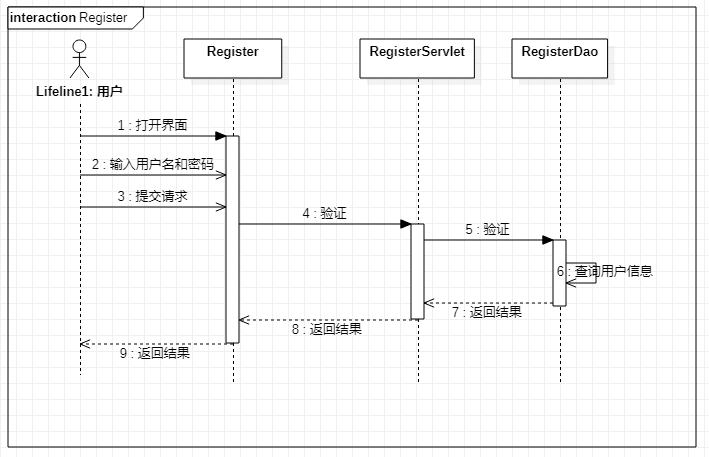 interaction Register
Register
RegisterServlet
RegisterDao
Lifeline1: 用户
1 : 打开界面
2 : 输入用户名和密码
3 : 提交请求
4 : 验证
5 : 验证
6 : 查询用户信息
7 : 返回结果
8 : 返回结果
9 : 返回结果